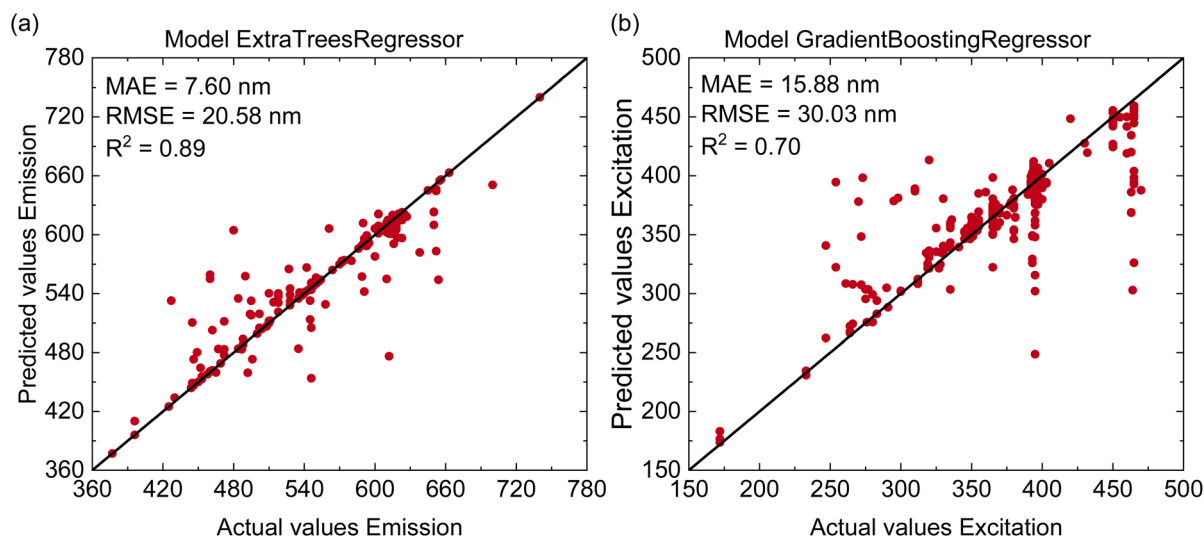 (a)
Model ExtraTreesRegressor
MAE = 7.60 nm
RMSE = 20.58 nm
R² = 0.89
Predicted values Emission
780
720
660
600
540
480
420
360
360 420 480 540 600 660 720 780
Actual values Emission
(b)
Model GradientBoostingRegressor
MAE = 15.88 nm
RMSE = 30.03 nm
R² = 0.70
Predicted values Excitation
500
450
400
350
300
250
200
150
150 200 250 300 350 400 450 500
Actual values Excitation